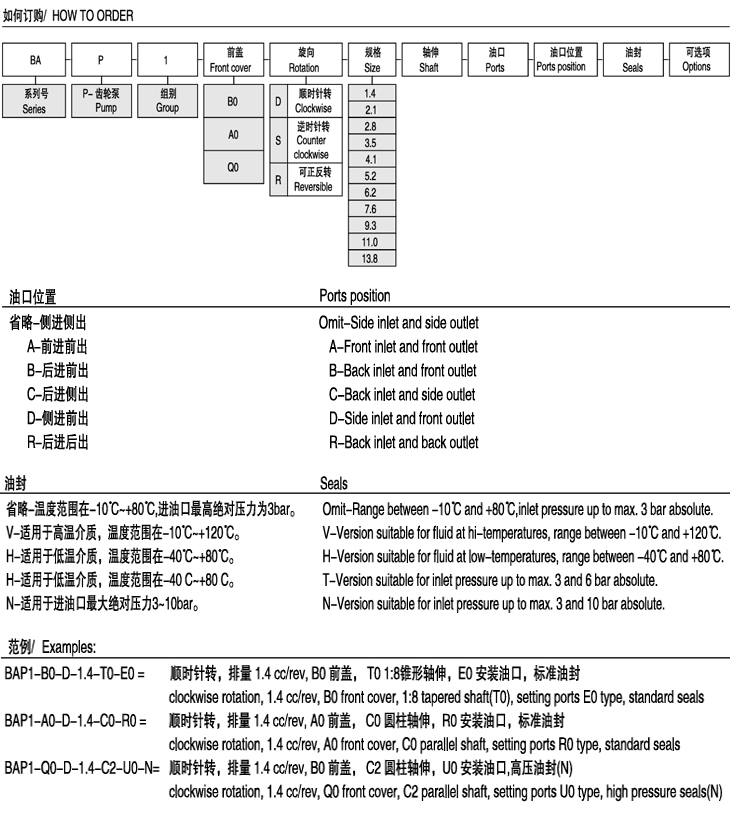 如何订购/ HOW TO ORDER
BA P 1 前盖 Front cover 旋向 Rotation 规格 Size 轴伸 Shaft 油口 Ports 油口位置 Ports position 油封 Seals 可选项 Options
系列号 Series P-齿轮泵 Pump 组别 Group
B0
A0
Q0
D 顺时针转 Clockwise
S 逆时针转 Counter clockwise
R 可正反转 Reversible
1.4
2.1
2.8
3.5
4.1
5.2
6.2
7.6
9.3
11.0
13.8
油口位置 Ports position
省略-侧进侧出 Omit-Side inlet and side outlet
A-前进前出 A-Front inlet and front outlet
B-后进前出 B-Back inlet and front outlet
C-后进侧出 C-Back inlet and side outlet
D-侧进前出 D-Side inlet and front outlet
R-后进后出 R-Back inlet and back outlet
油封 Seals
省略-温度范围在-10℃~+80℃,进油口最高绝对压力为3bar。 Omit-Range between -10℃ and +80℃,inlet pressure up to max. 3 bar absolute.
V-适用于高温介质，温度范围在-10℃~+120℃。 V-Version suitable for fluid at hi-temperatures, range between -10℃ and +120℃.
H-适用于低温介质，温度范围在-40℃~+80℃。 H-Version suitable for fluid at low-temperatures, range between -40℃ and +80℃.
H-适用于低温介质，温度范围在-40 C~+80 C。 T-Version suitable for inlet pressure up to max. 3 and 6 bar absolute.
N-适用于进油口最大绝对压力3~10bar。 N-Version suitable for inlet pressure up to max. 3 and 10 bar absolute.
范例/ Examples:
BAP1-B0-D-1.4-T0-E0 = 顺时针转，排量 1.4 cc/rev, B0 前盖， T0 1:8锥形轴伸，E0 安装油口，标准油封
clockwise rotation, 1.4 cc/rev, B0 front cover, 1:8 tapered shaft(T0), setting ports E0 type, standard seals
BAP1-A0-D-1.4-C0-R0 = 顺时针转，排量 1.4 cc/rev, A0 前盖， C0 圆柱轴伸，R0 安装油口，标准油封
clockwise rotation, 1.4 cc/rev, A0 front cover, C0 parallel shaft, setting ports R0 type, standard seals
BAP1-Q0-D-1.4-C2-U0-N= 顺时针转，排量 1.4 cc/rev, B0 前盖， C2 圆柱轴伸，U0 安装油口,高压油封(N)
clockwise rotation, 1.4 cc/rev, Q0 front cover, C2 parallel shaft, setting ports U0 type, high pressure seals(N)